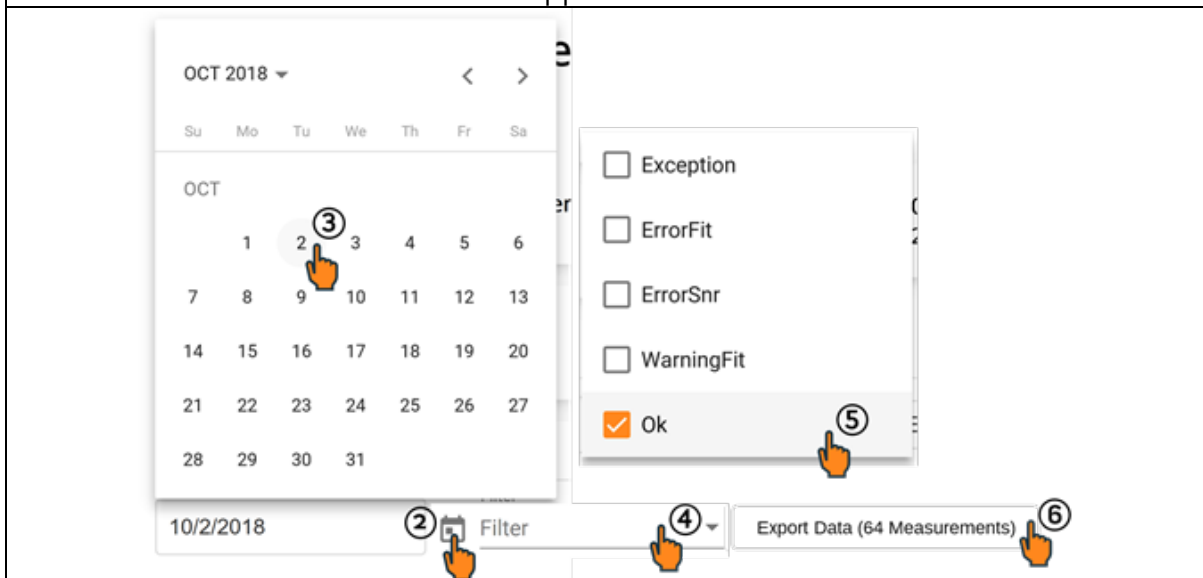 e
OCT 2018
Su Mo Tu We Th Fr Sa
OCT
③
1 2 3 4 5 6
7 8 9 10 11 12 13
14 15 16 17 18 19 20
21 22 23 24 25 26 27
28 29 30 31
er
Exception
ErrorFit
ErrorSnr
WarningFit
Ok ⑤
10/2/2018 ② Filter ④ Export Data (64 Measurements) ⑥